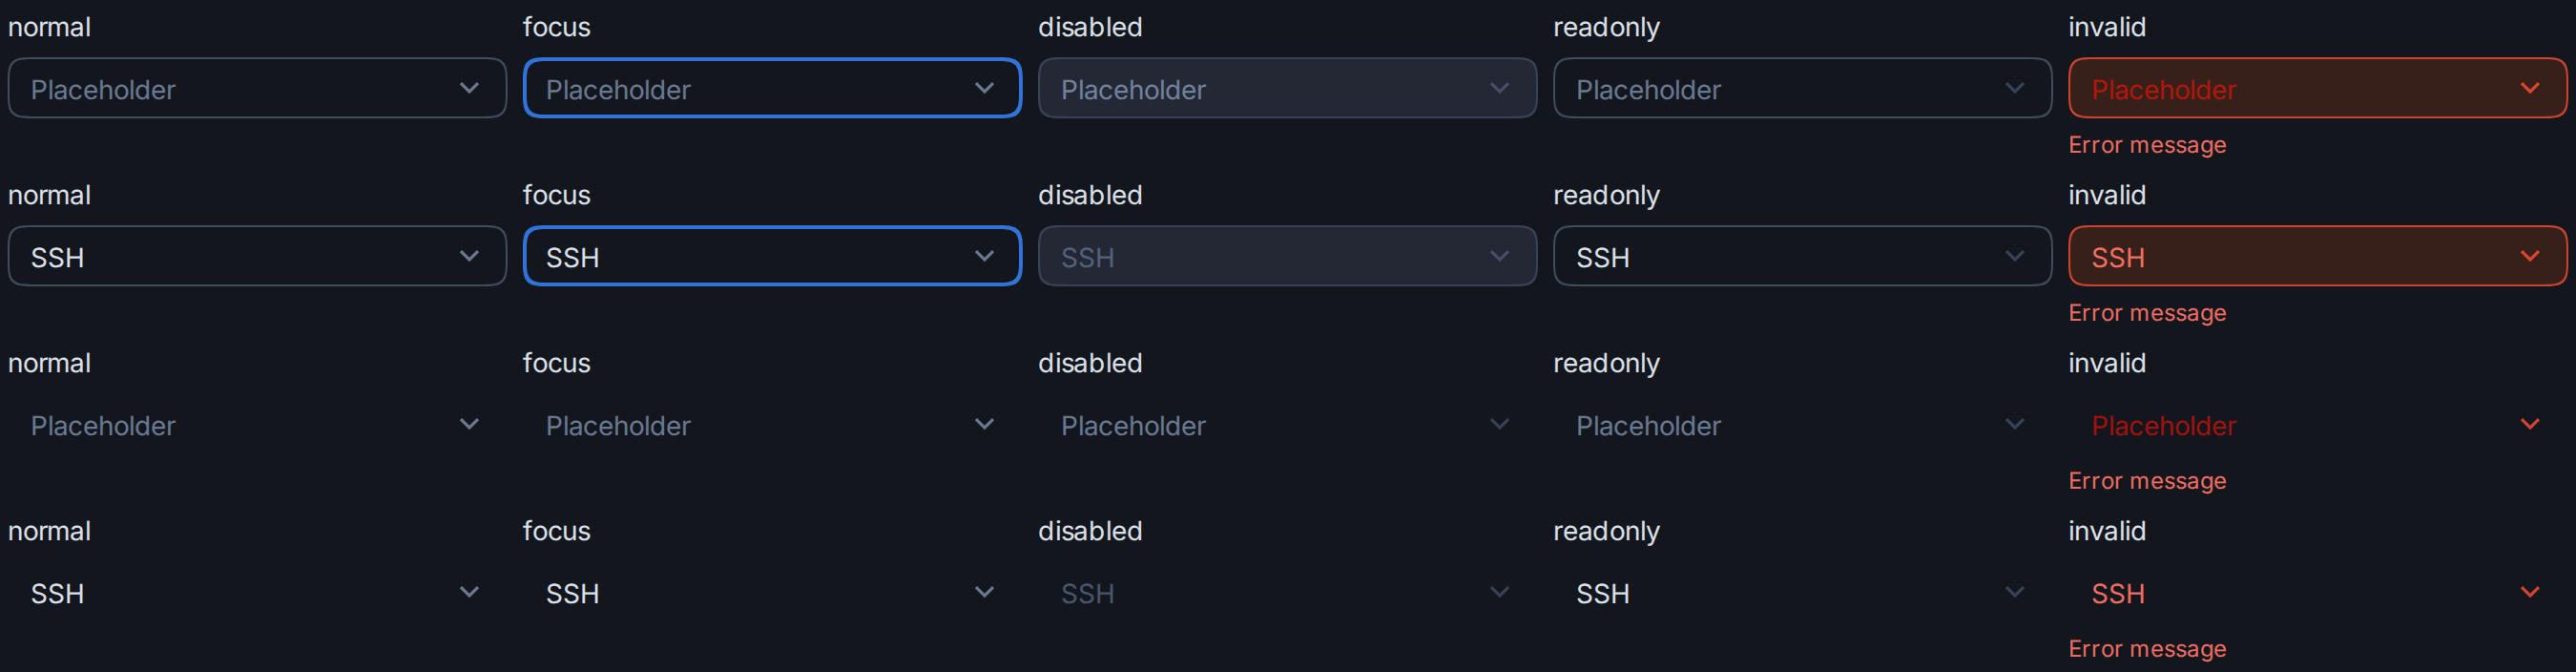 normal focus disabled readonly invalid
Placeholder Placeholder Placeholder Placeholder Placeholder
Error message
normal focus disabled readonly invalid
SSH SSH SSH SSH SSH
Error message
normal focus disabled readonly invalid
Placeholder Placeholder Placeholder Placeholder Placeholder
Error message
normal focus disabled readonly invalid
SSH SSH SSH SSH SSH
Error message